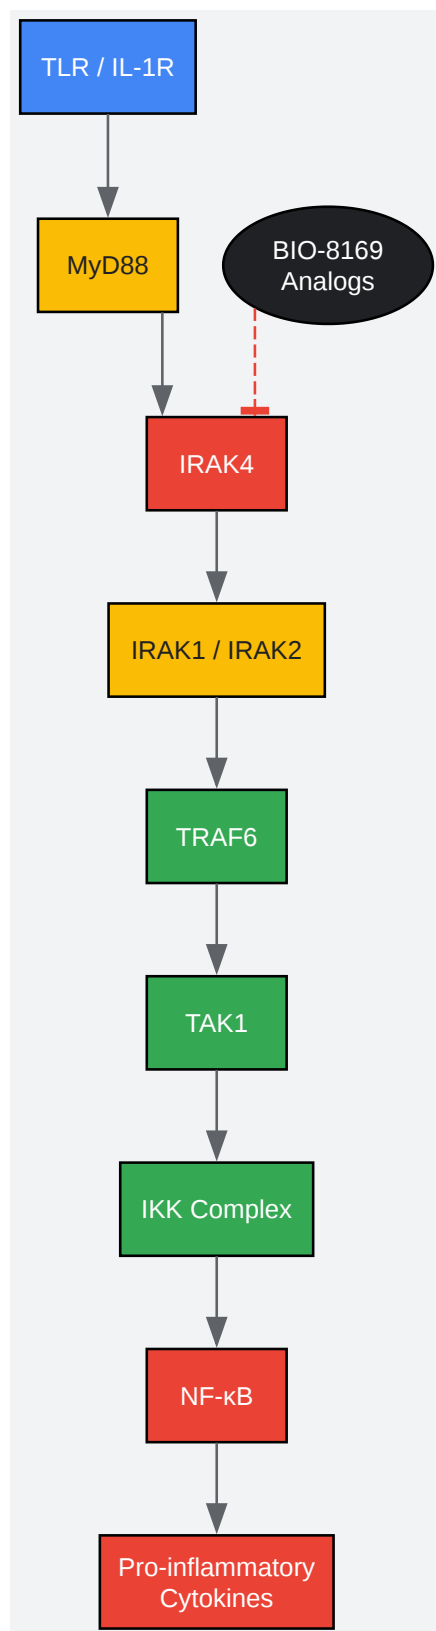 TLR / IL-1R
MyD88
BIO-8169
Analogs
IRAK4
IRAK1 / IRAK2
TRAF6
TAK1
IKK Complex
NF-κB
Pro-inflammatory
Cytokines